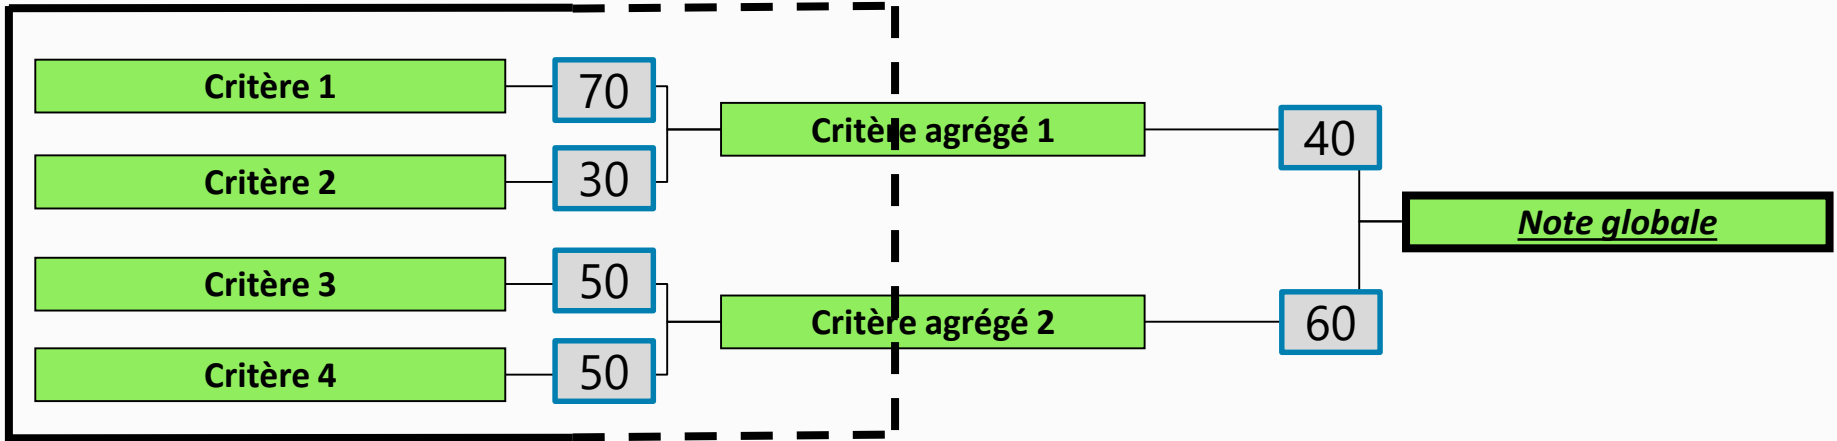 Critère 1
70
Critère 2
30
Critère agrégé 1
40
Critère 3
50
Critère 4
50
Critère agrégé 2
60
Note globale